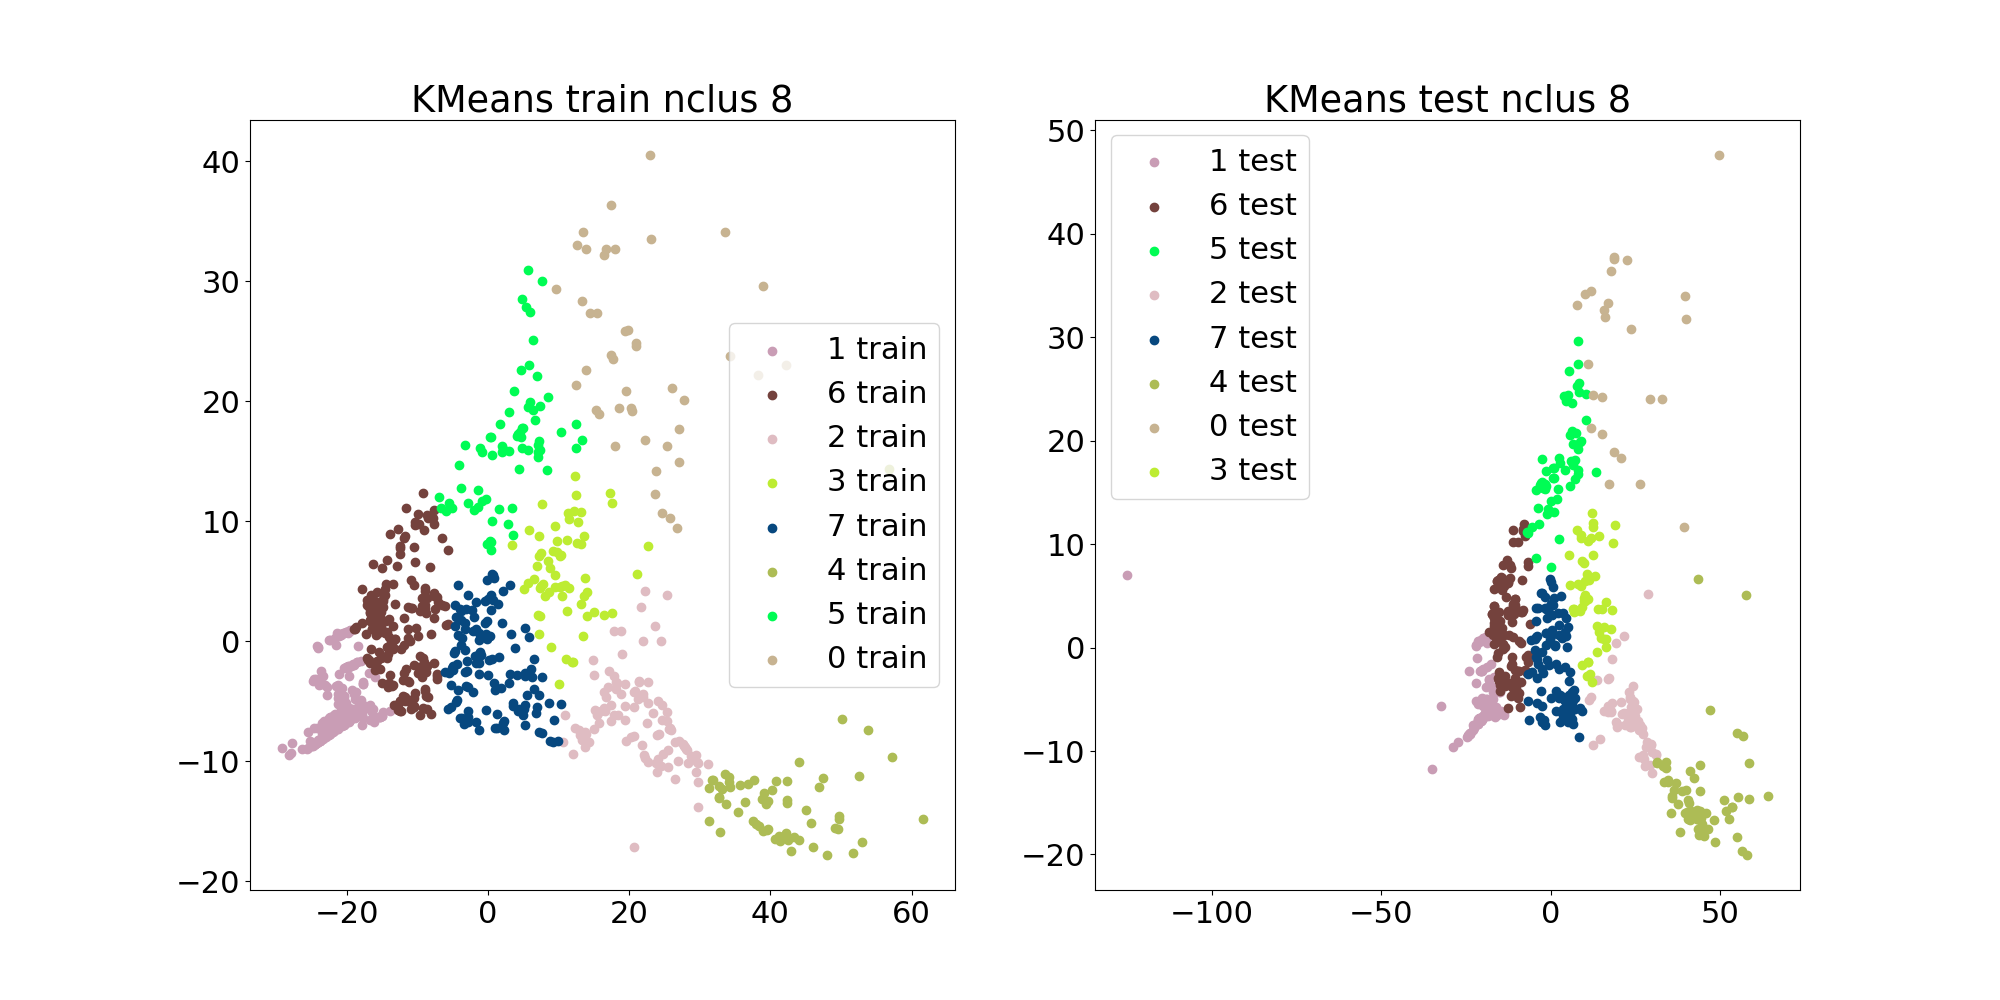 KMeans train nclus 8
40
30
20
10
0
−10
−20
−20
0
20
40
60
1 train
6 train
2 train
3 train
7 train
4 train
5 train
0 train
KMeans test nclus 8
50
40
30
20
10
0
−10
−20
−100
−50
0
50
1 test
6 test
5 test
2 test
7 test
4 test
0 test
3 test